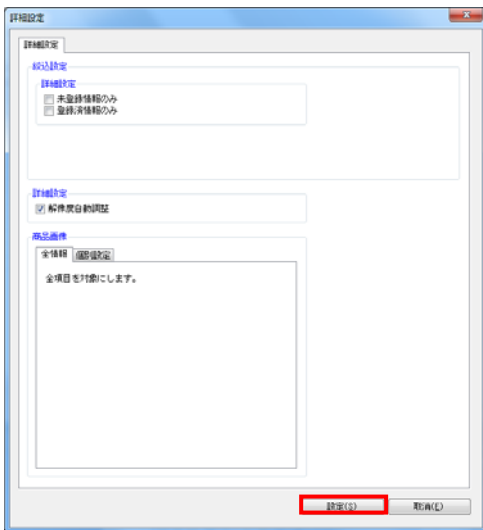 詳細設定
詳細設定
絞込設定
詳細設定
未登録情報のみ
登録済情報のみ
詳細設定
解像度自動調整
商品画像
全情報 個別設定
全項目を対象にします。
設定(S) 取消(E)